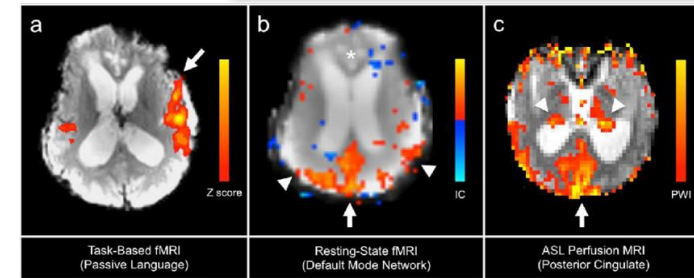 a
b
c
*
Z score
IC
PWI
Task-Based fMRI
(Passive Language)
Resting-State fMRI
(Default Mode Network)
ASL Perfusion MRI
(Posterior Cingulate)